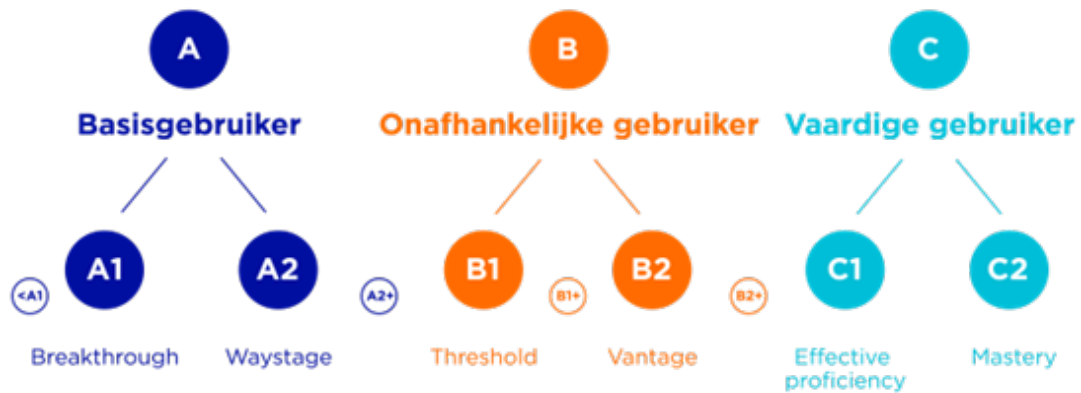 A
B
C
Basisgebruiker
Onafhankelijke gebruiker
Vaardige gebruiker
A1
A2
B1
B2
C1
C2
<A1
A2+
B1+
B2+
Breakthrough
Waystage
Threshold
Vantage
Effective
proficiency
Mastery